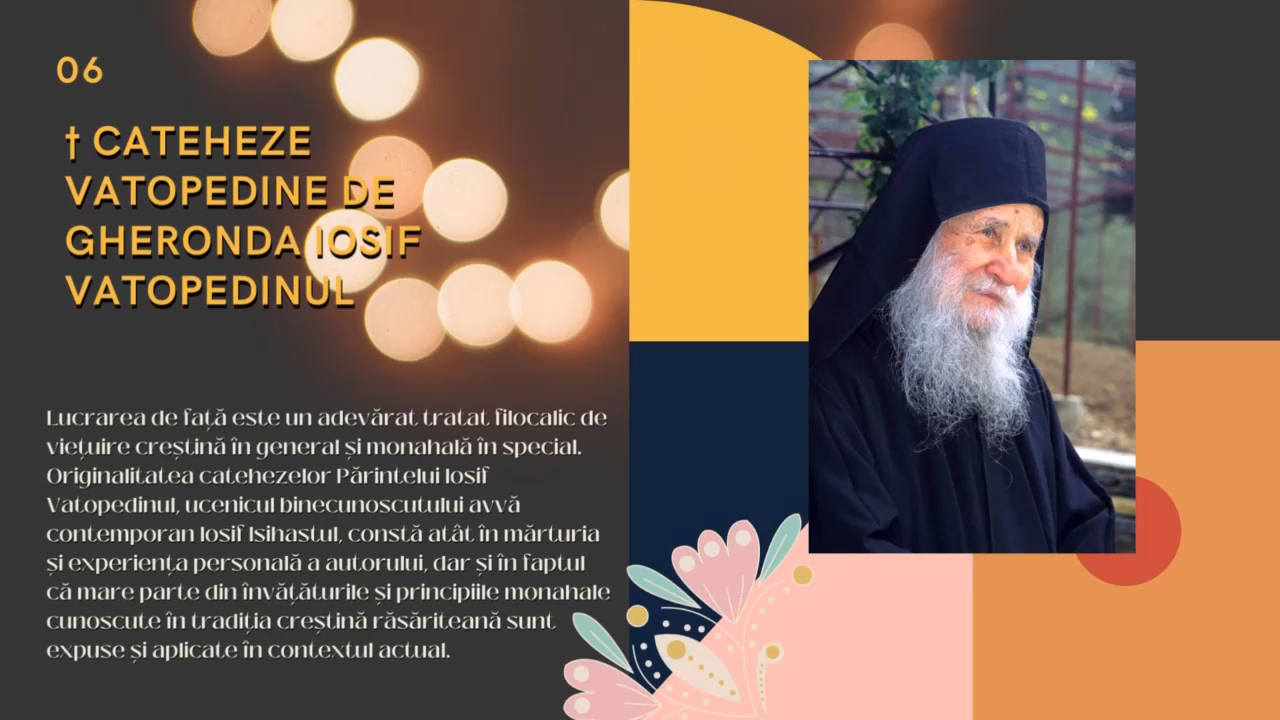 06
† CATEHEZE
VATOPEDINE DE
GHERONDA IOSIF
VATOPEDINUL
Lucrarea de față este un adevărat tratat filocalic de
viețuire creștină în general și monahală în special.
Originalitatea catehezelor Părintelui Iosif
Vatopedinul, ucenicul binecunoscutului avvă
contemporan Iosif Isihastul, constă atât în mărturia
și experiența personală a autorului, dar și în faptul
că mare parte din învățăturile și principiile monahale
cunoscute în tradiția creștină răsăriteană sunt
expuse și aplicate în contextul actual.